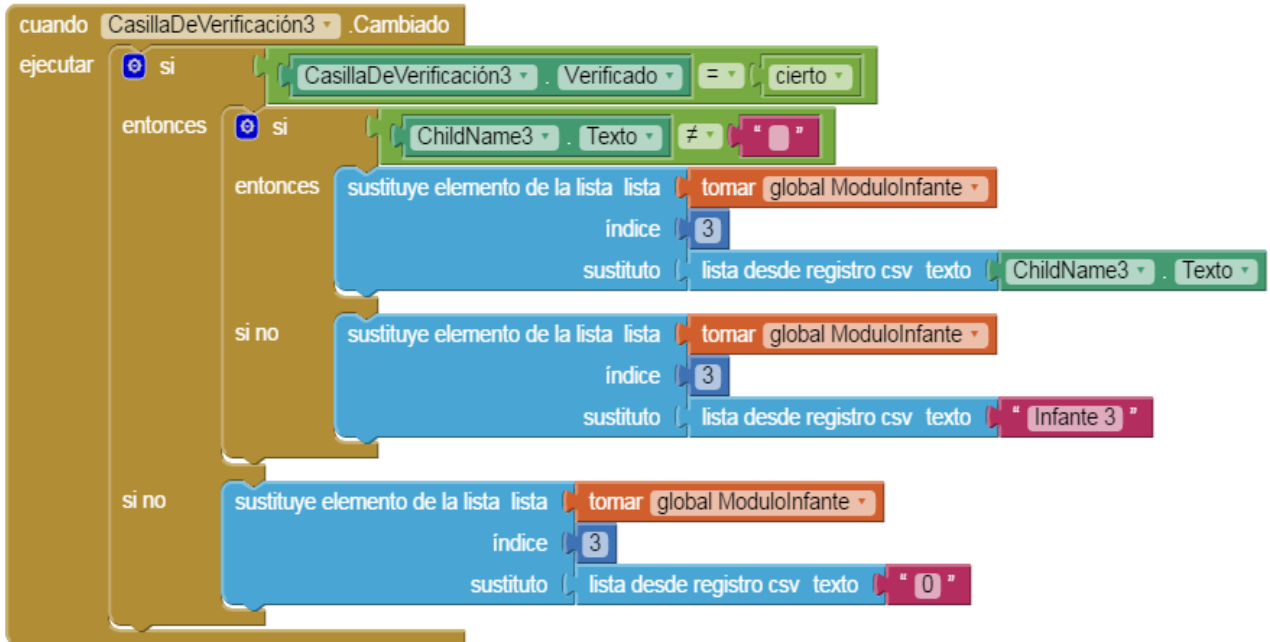 cuando CasillaDeVerificación3 .Cambiado
ejecutar si CasillaDeVerificación3 . Verificado = cierto
entonces si ChildName3 . Texto ≠ " "
entonces sustituye elemento de la lista lista tomar global ModuloInfante
índice 3
sustituto lista desde registro csv texto ChildName3 . Texto
si no sustituye elemento de la lista lista tomar global ModuloInfante
índice 3
sustituto lista desde registro csv texto " Infante 3 "
si no sustituye elemento de la lista lista tomar global ModuloInfante
índice 3
sustituto lista desde registro csv texto " 0 "